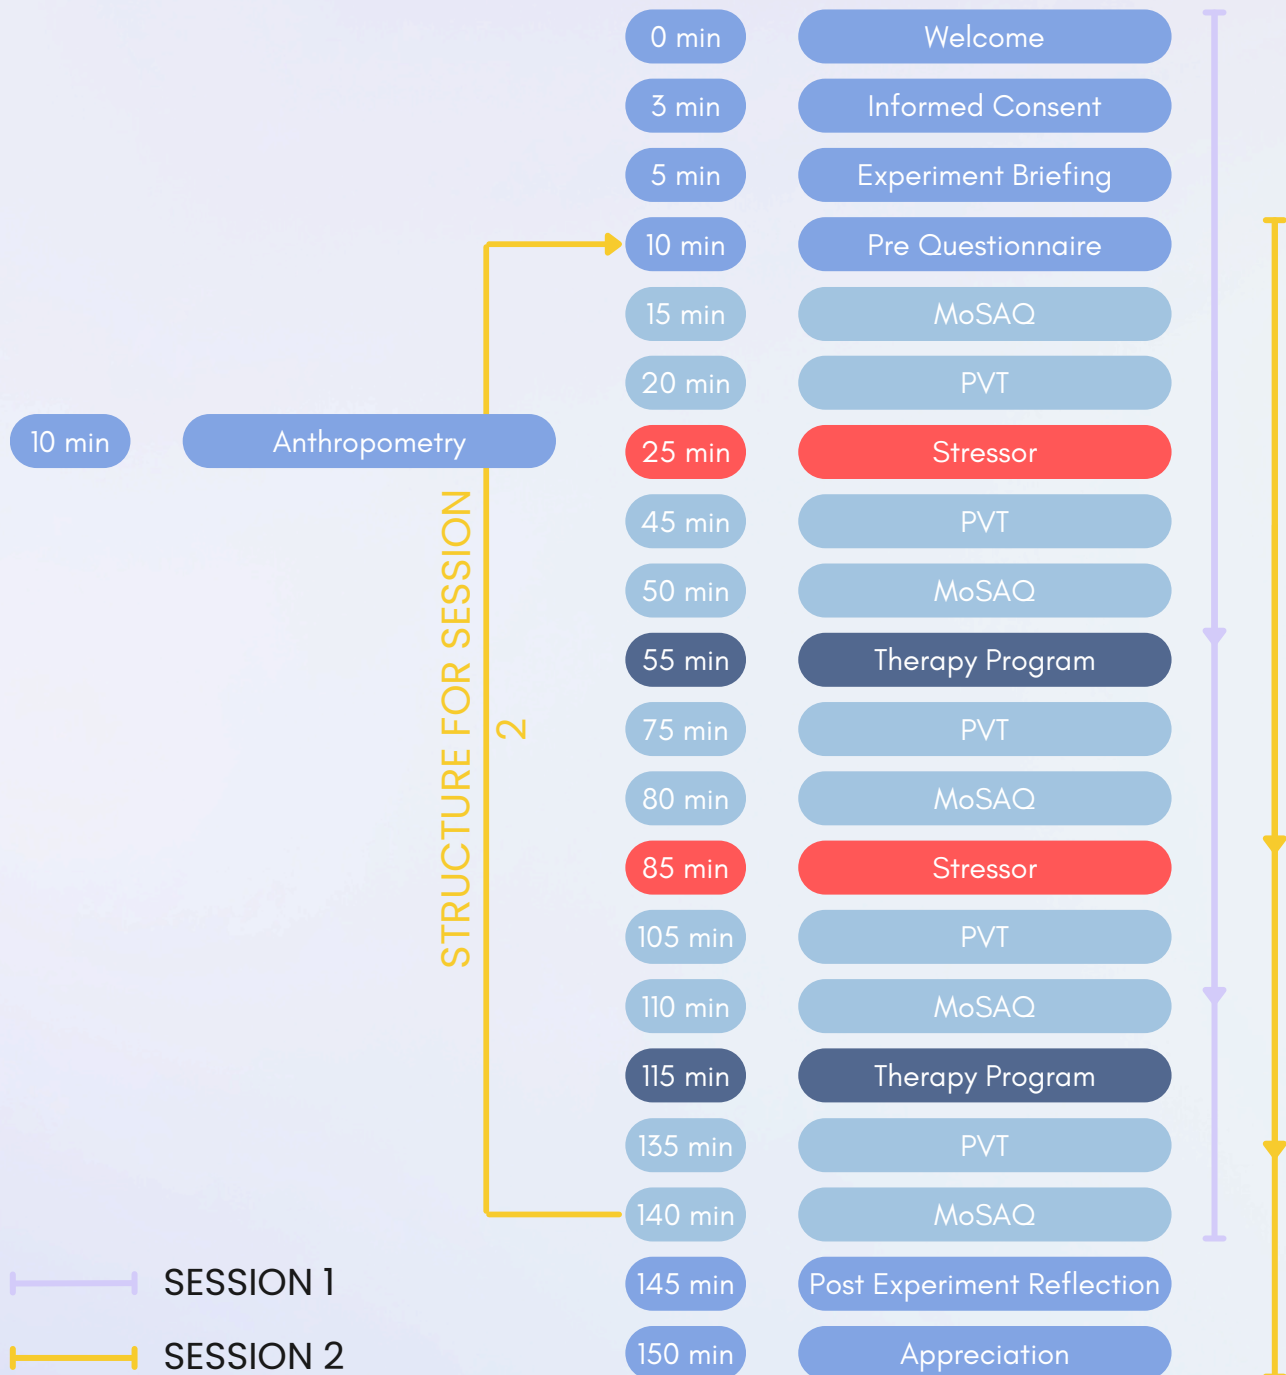 0 min Welcome
3 min Informed Consent
5 min Experiment Briefing
10 min Pre Questionnaire
15 min MoSAQ
20 min PVT
10 min Anthropometry
25 min Stressor
45 min PVT
50 min MoSAQ
55 min Therapy Program
75 min PVT
80 min MoSAQ
85 min Stressor
105 min PVT
110 min MoSAQ
115 min Therapy Program
135 min PVT
140 min MoSAQ
145 min Post Experiment Reflection
150 min Appreciation
STRUCTURE FOR SESSION
2
SESSION 1
SESSION 2